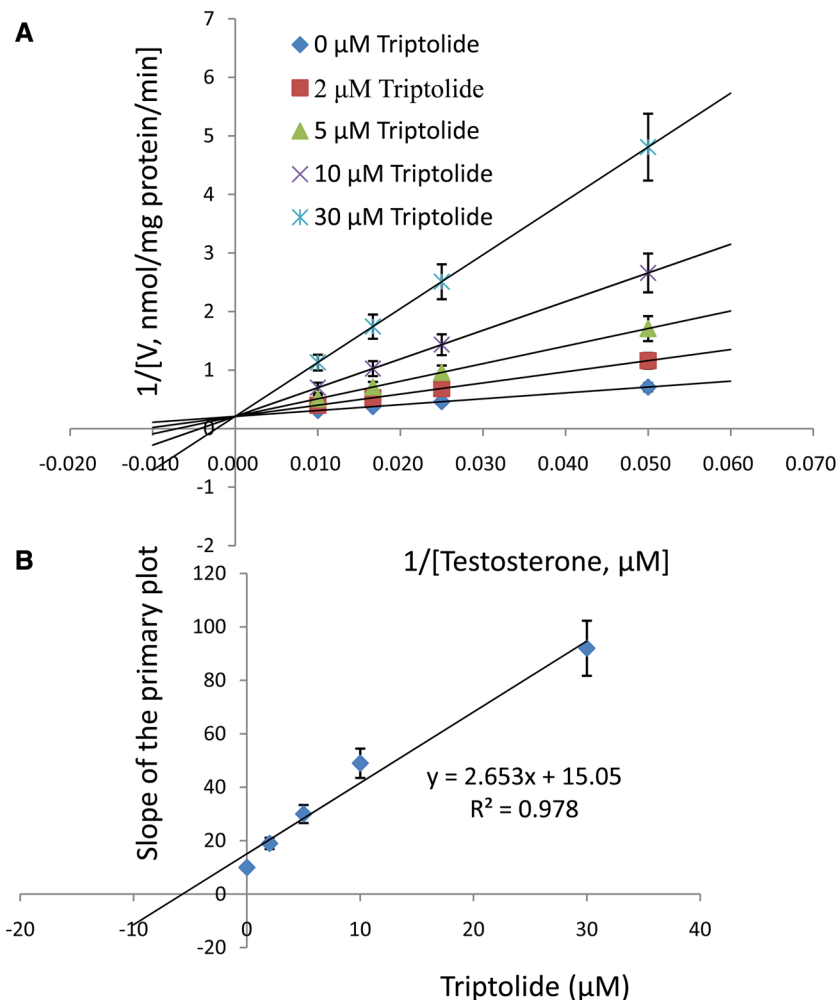 A
1/[V, nmol/mg protein/min]
7
6
5
4
3
2
1
0
-1
-2
0 µM Triptolide
2 µM Triptolide
5 µM Triptolide
10 µM Triptolide
30 µM Triptolide
-0.020 -0.010 0.000 0.010 0.020 0.030 0.040 0.050 0.060 0.070
1/[Testosterone, µM]
B
Slope of the primary plot
120
100
80
60
40
20
0
-20
y = 2.653x + 15.05
R² = 0.978
-20 -10 0 10 20 30 40
Triptolide (µM)